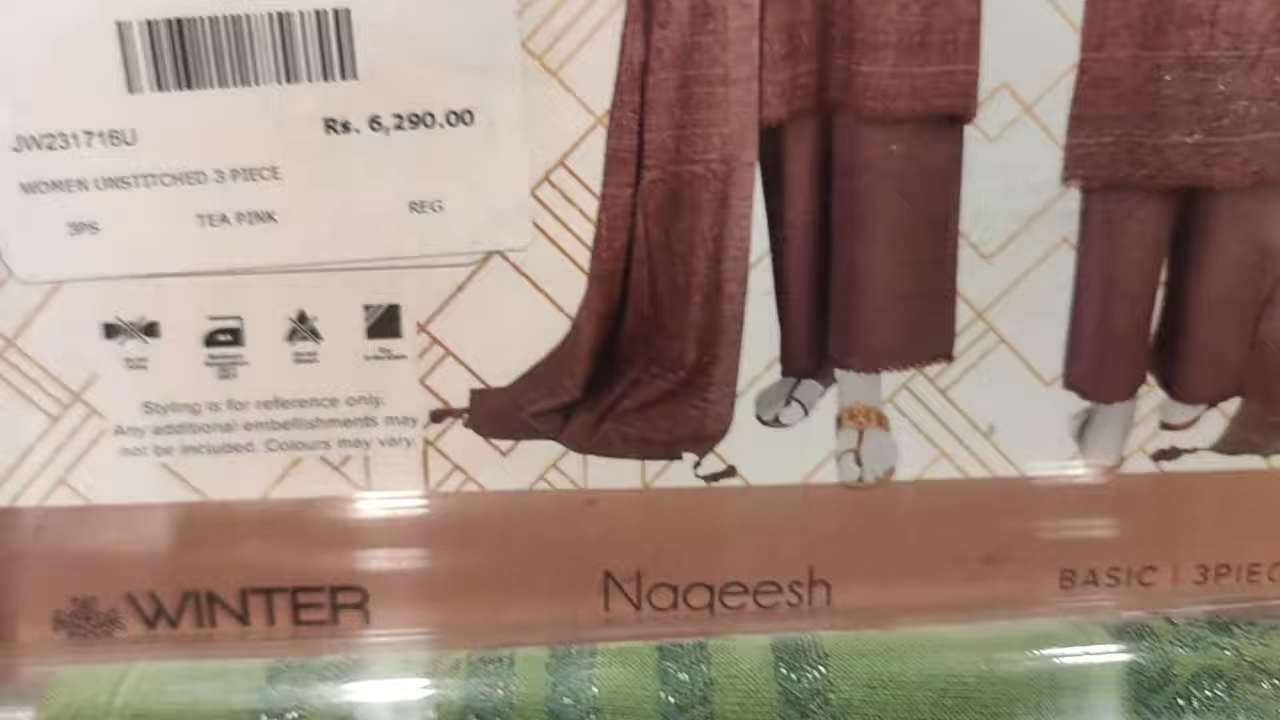 Rs. 6,290.00
JW231716U
WOMEN UNSTITCHED 3 PIECE
3PS TEA PINK REG
Styling is for reference only.
Any additional embellishments may
not be included. Colours may vary.
WINTER
Naqeesh
BASIC | 3PIEC